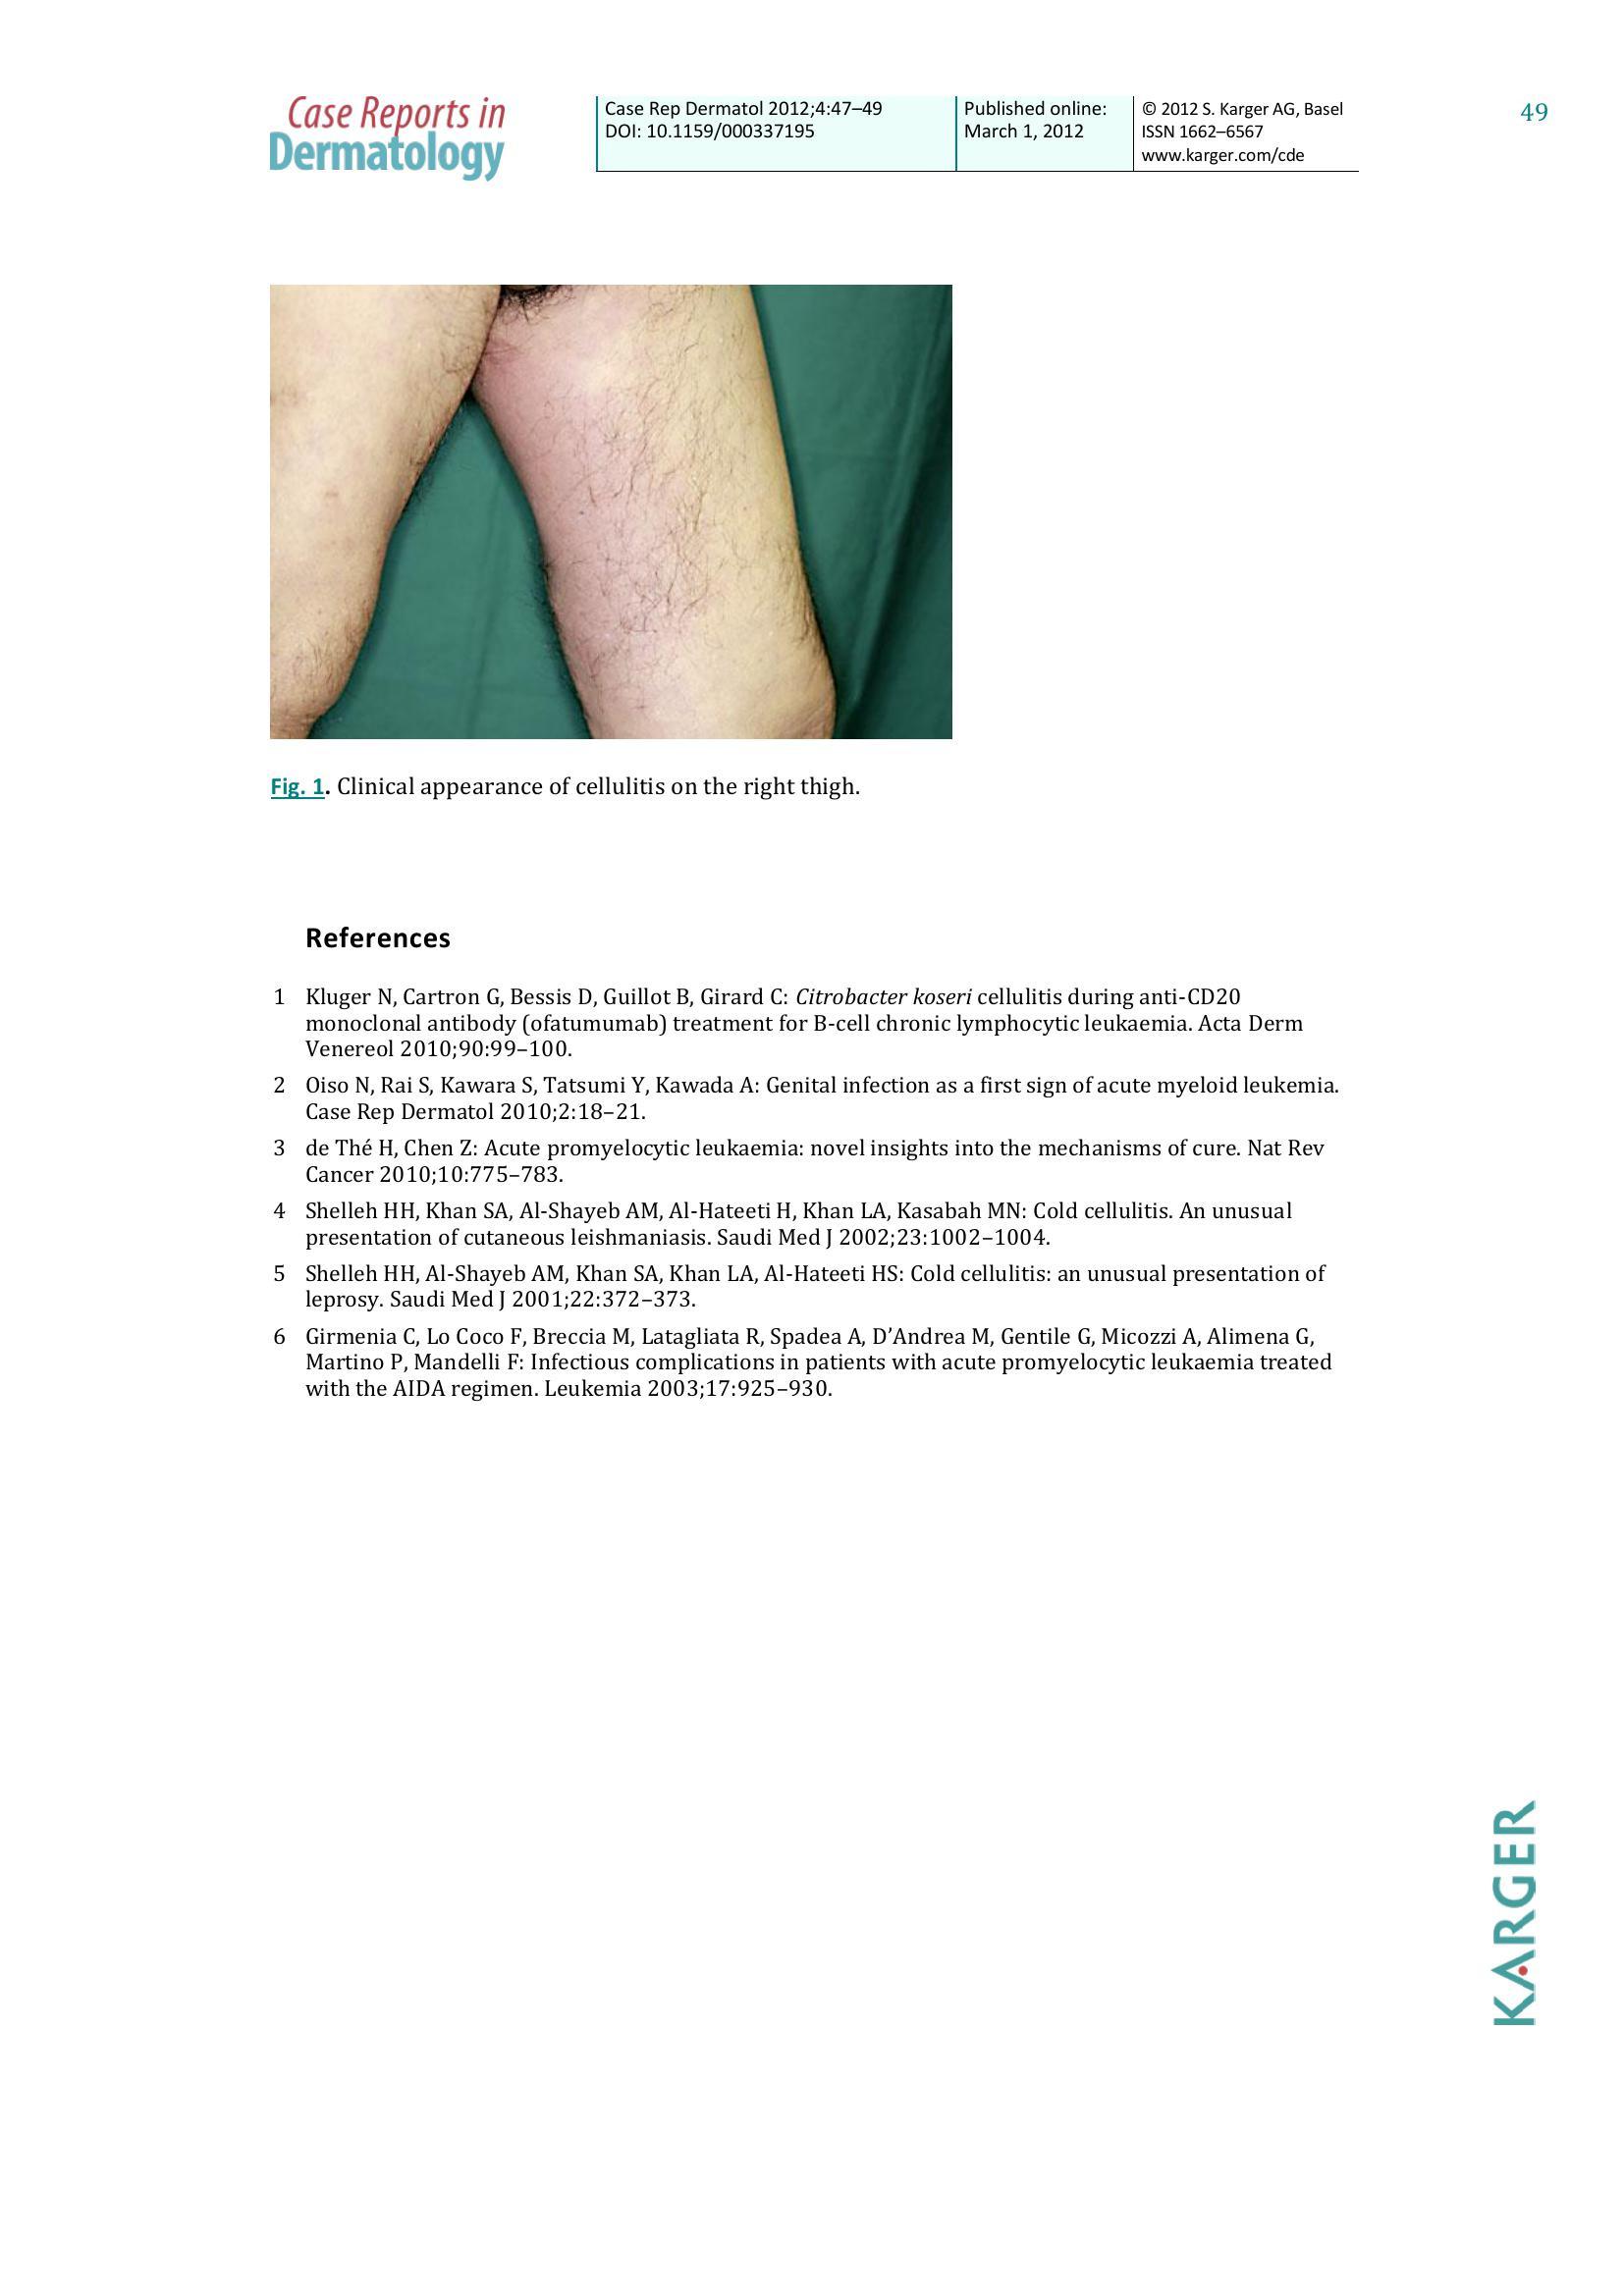 Case Reports in
Dermatology
Case Rep Dermatol 2012;4:47–49
DOI: 10.1159/000337195
Published online:
March 1, 2012
© 2012 S. Karger AG, Basel
ISSN 1662–6567
www.karger.com/cde
49
Fig. 1. Clinical appearance of cellulitis on the right thigh.
References
1 Kluger N, Cartron G, Bessis D, Guillot B, Girard C: Citrobacter koseri cellulitis during anti-CD20
monoclonal antibody (ofatumumab) treatment for B-cell chronic lymphocytic leukaemia. Acta Derm
Venereol 2010;90:99–100.
2 Oiso N, Rai S, Kawara S, Tatsumi Y, Kawada A: Genital infection as a first sign of acute myeloid leukemia.
Case Rep Dermatol 2010;2:18–21.
3 de Thé H, Chen Z: Acute promyelocytic leukaemia: novel insights into the mechanisms of cure. Nat Rev
Cancer 2010;10:775–783.
4 Shelleh HH, Khan SA, Al-Shayeb AM, Al-Hateeti H, Khan LA, Kasabah MN: Cold cellulitis. An unusual
presentation of cutaneous leishmaniasis. Saudi Med J 2002;23:1002–1004.
5 Shelleh HH, Al-Shayeb AM, Khan SA, Khan LA, Al-Hateeti HS: Cold cellulitis: an unusual presentation of
leprosy. Saudi Med J 2001;22:372–373.
6 Girmenia C, Lo Coco F, Breccia M, Latagliata R, Spadea A, D’Andrea M, Gentile G, Micozzi A, Alimena G,
Martino P, Mandelli F: Infectious complications in patients with acute promyelocytic leukaemia treated
with the AIDA regimen. Leukemia 2003;17:925–930.
KARGER